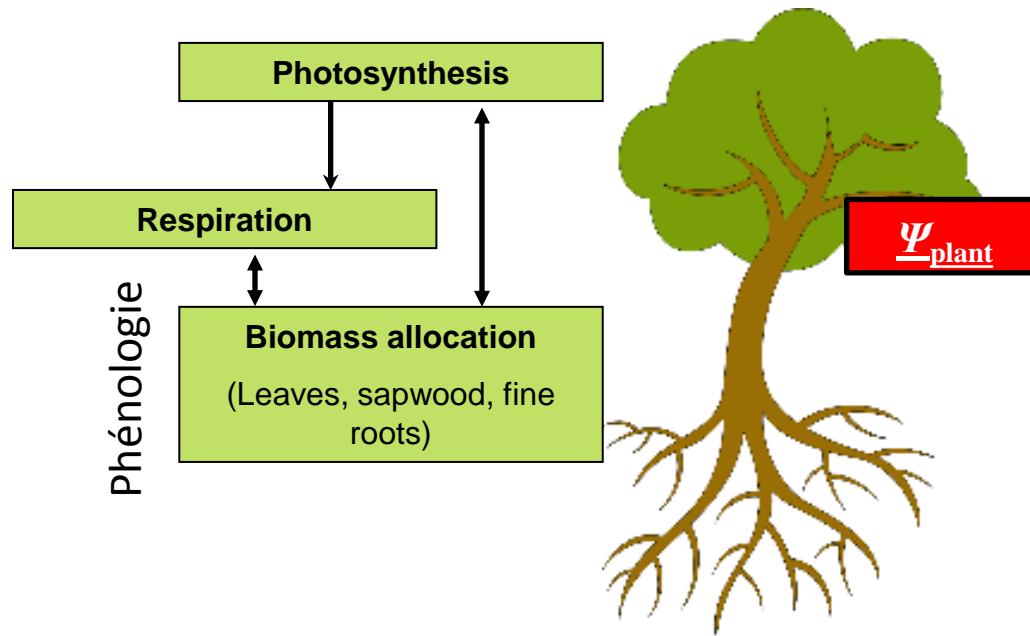 Photosynthesis
Respiration
Ψplant
Phénologie
Biomass allocation
(Leaves, sapwood, fine
roots)